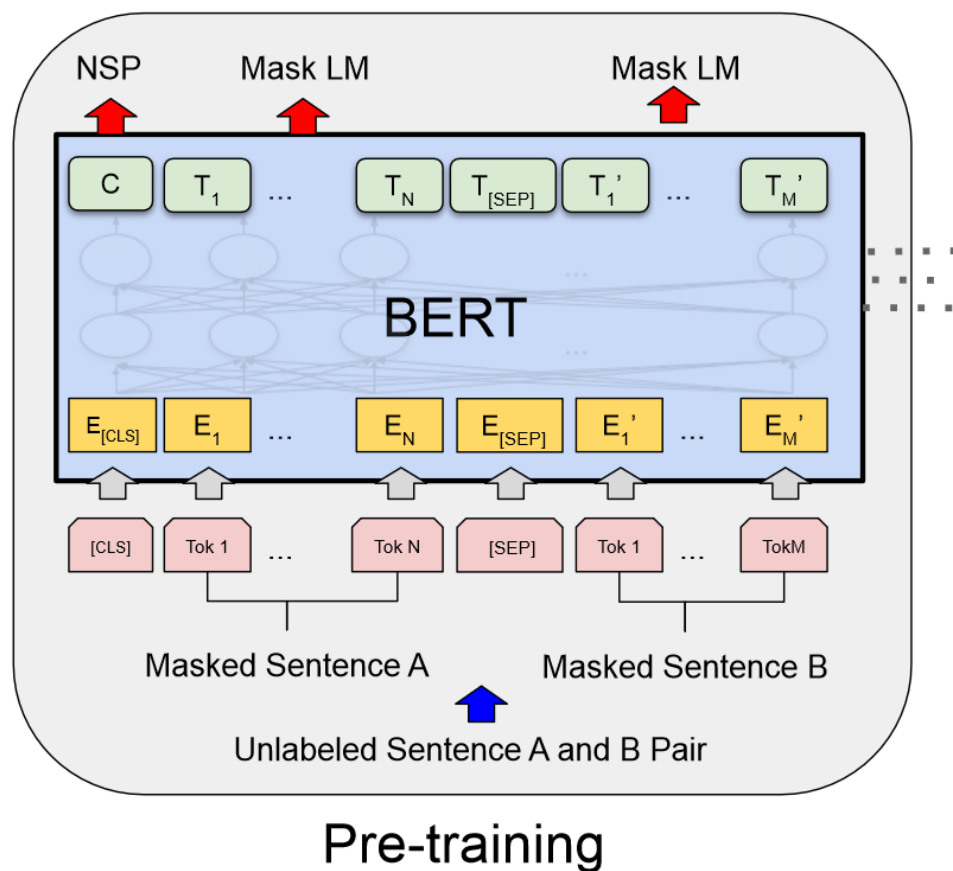 NSP Mask LM Mask LM
C T1 ... TN T[SEP] T1’ ... TM’
...
BERT
...
E[CLS] E1 ... EN E[SEP] E1’ ... EM’
[CLS] Tok 1 ... Tok N [SEP] Tok 1 ... TokM
Masked Sentence A Masked Sentence B
Unlabeled Sentence A and B Pair
Pre-training